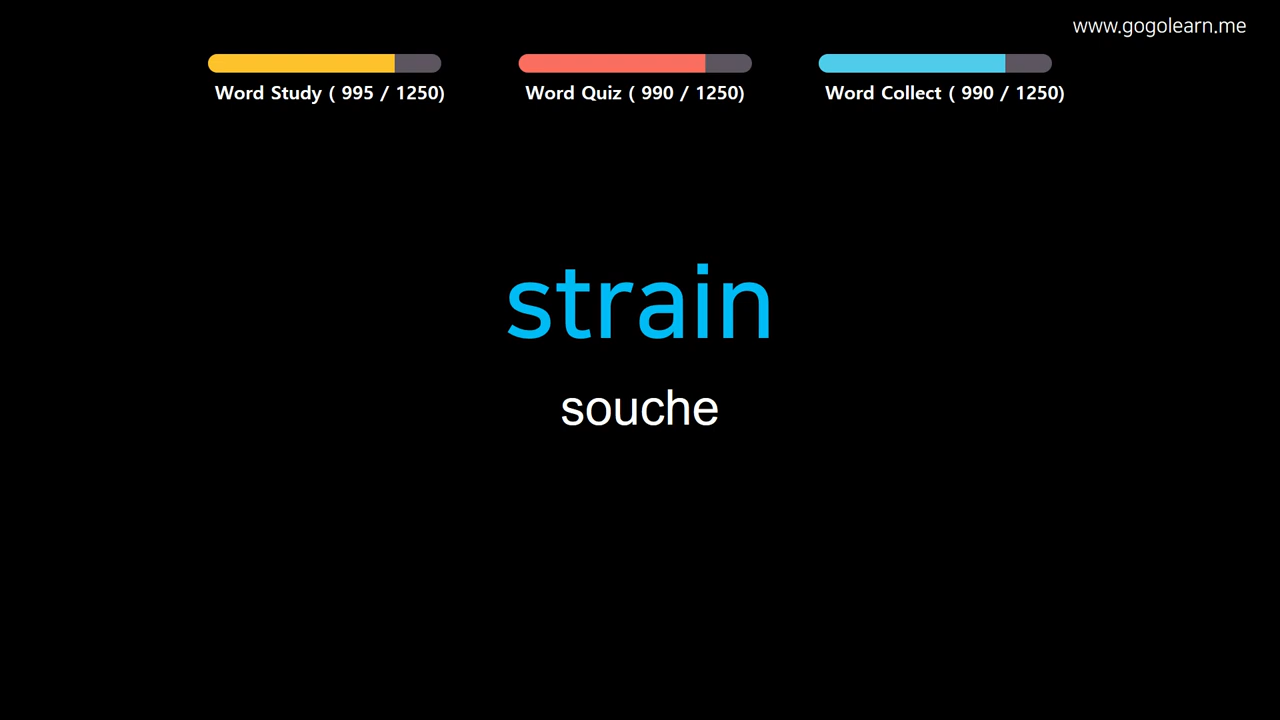 www.gogolearn.me
Word Study ( 995 / 1250)
Word Quiz ( 990 / 1250)
Word Collect ( 990 / 1250)
strain
souche